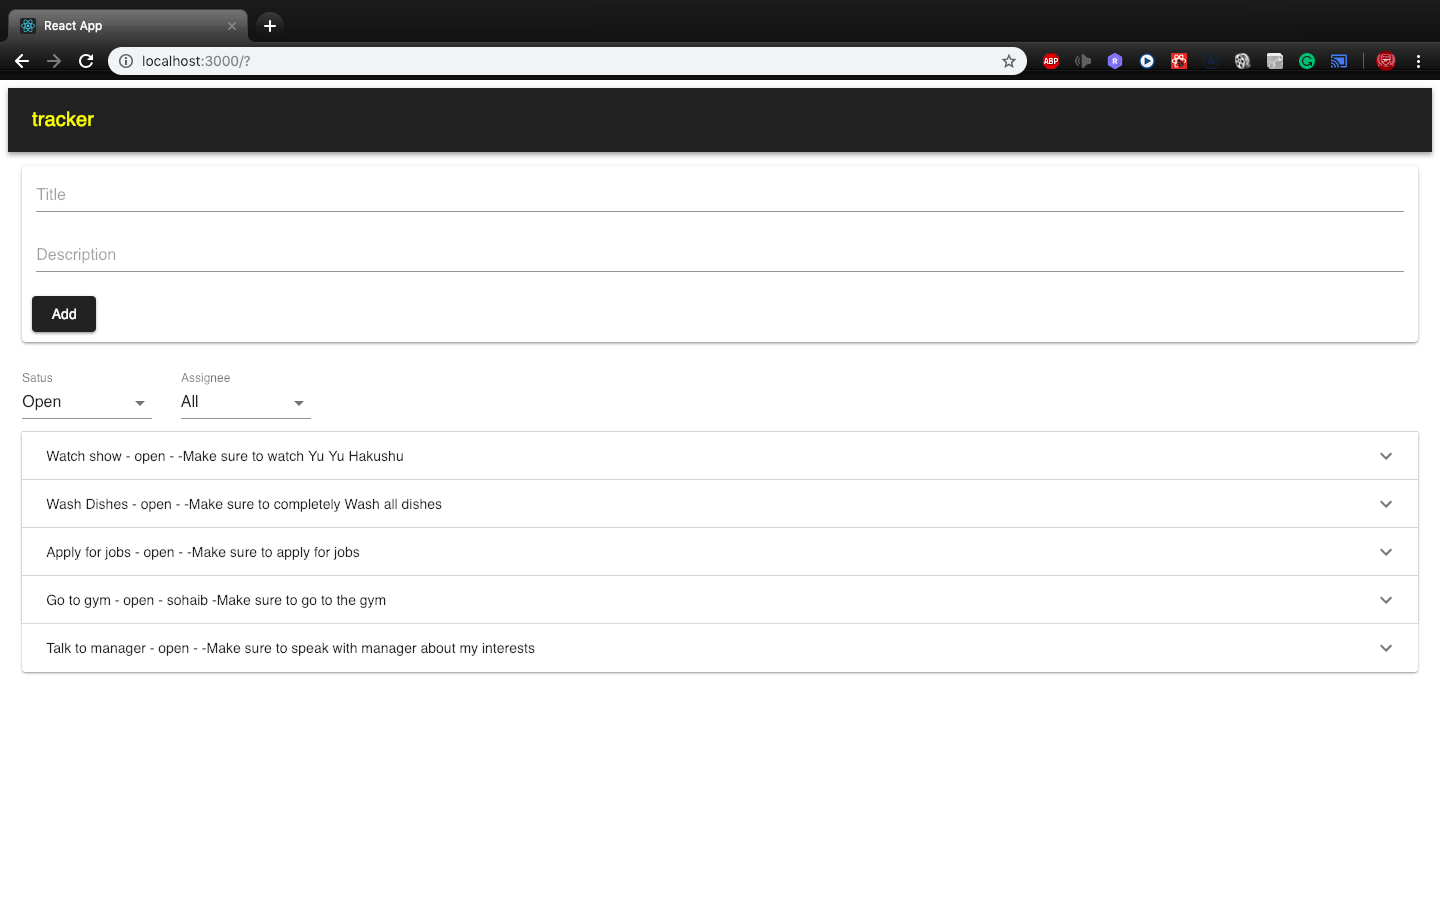 React App
localhost:3000/?
ABP
R
tracker
Title
Description
Add
Satus
Assignee
Open
All
Watch show - open - -Make sure to watch Yu Yu Hakushu
Wash Dishes - open - -Make sure to completely Wash all dishes
Apply for jobs - open - -Make sure to apply for jobs
Go to gym - open - sohaib -Make sure to go to the gym
Talk to manager - open - -Make sure to speak with manager about my interests